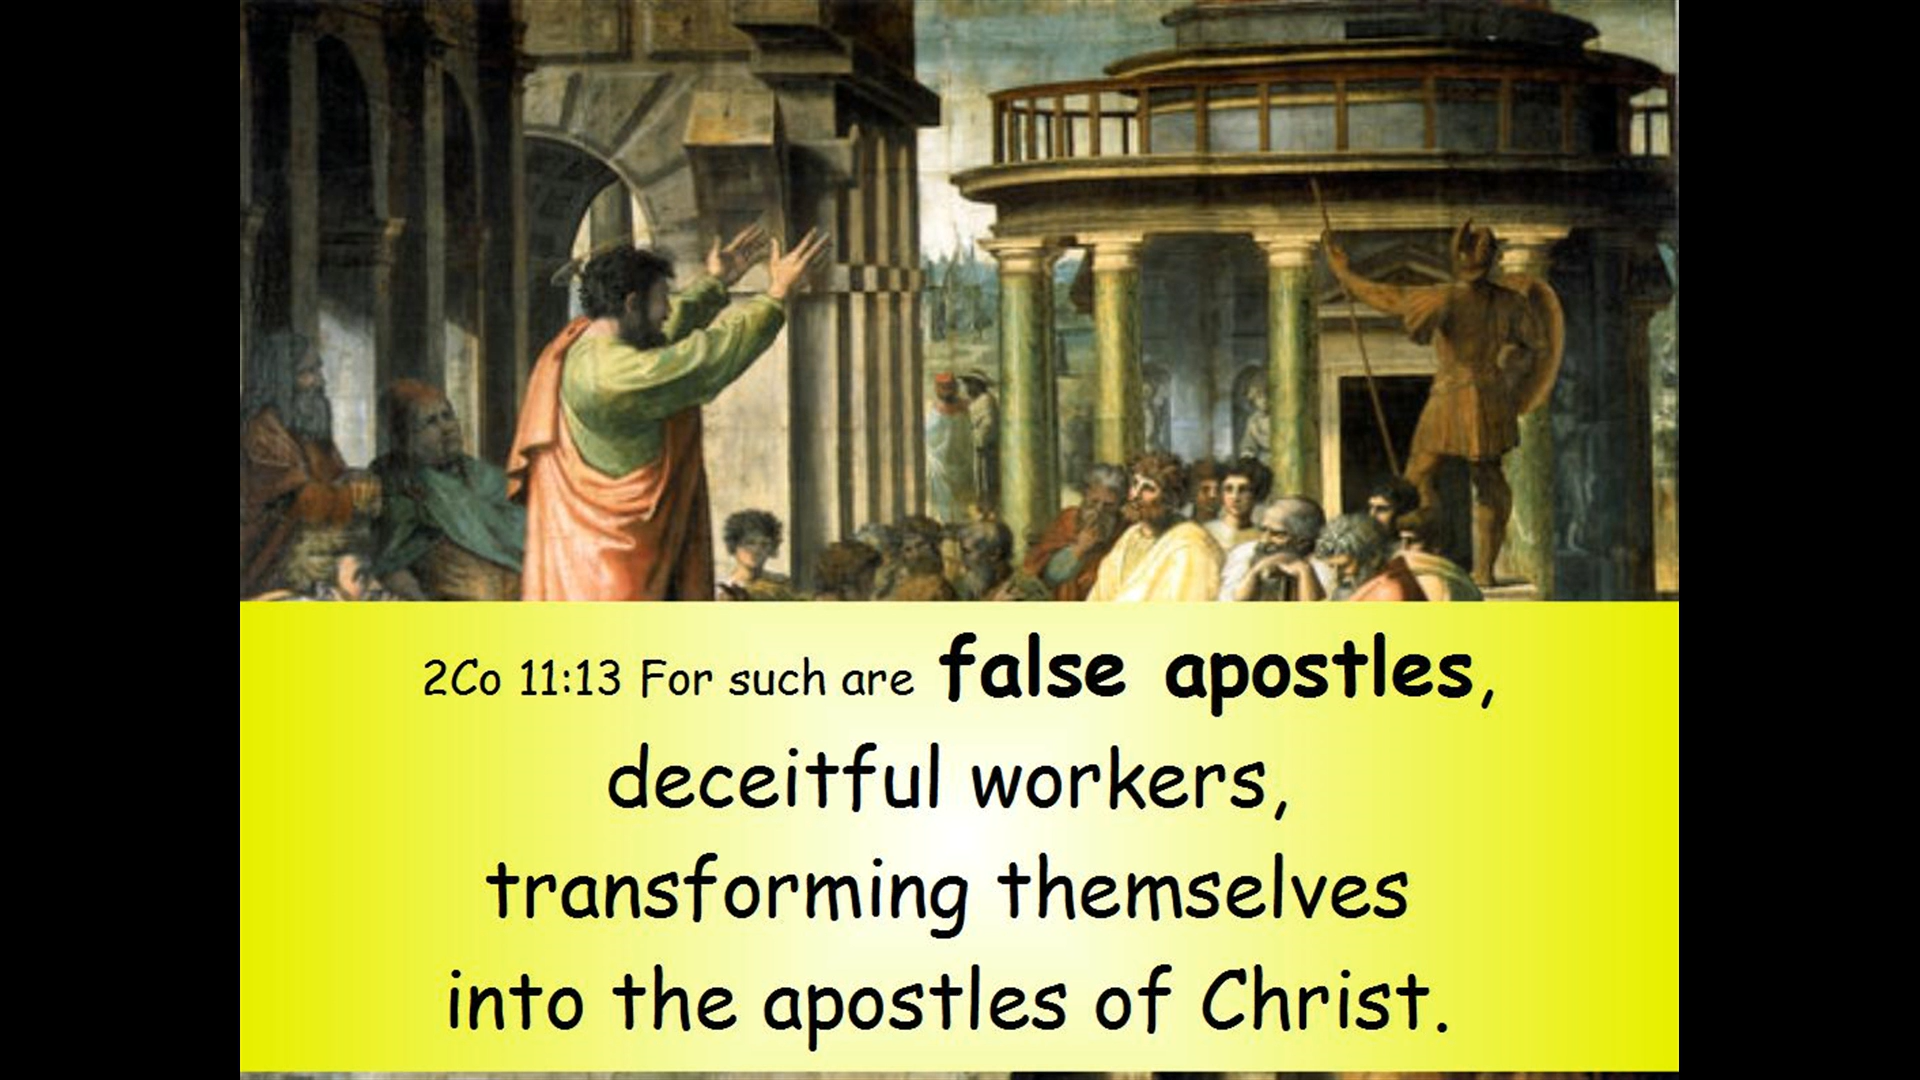 2Co 11:13 For such are false apostles,
deceitful workers,
transforming themselves
into the apostles of Christ.